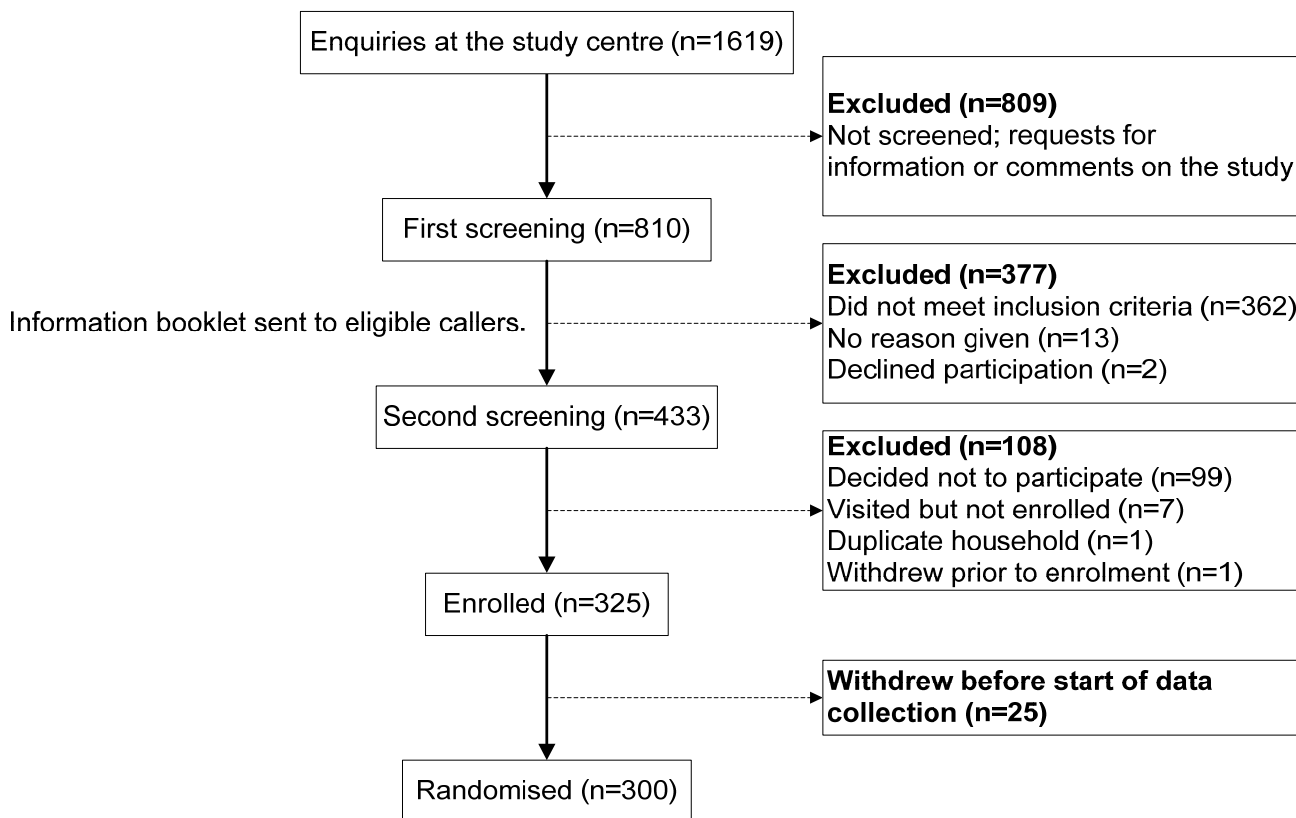 Enquiries at the study centre (n=1619)
Excluded (n=809)
Not screened; requests for
information or comments on the study
First screening (n=810)
Excluded (n=377)
Did not meet inclusion criteria (n=362)
No reason given (n=13)
Declined participation (n=2)
Information booklet sent to eligible callers.
Second screening (n=433)
Excluded (n=108)
Decided not to participate (n=99)
Visited but not enrolled (n=7)
Duplicate household (n=1)
Withdrew prior to enrolment (n=1)
Enrolled (n=325)
Withdrew before start of data
collection (n=25)
Randomised (n=300)